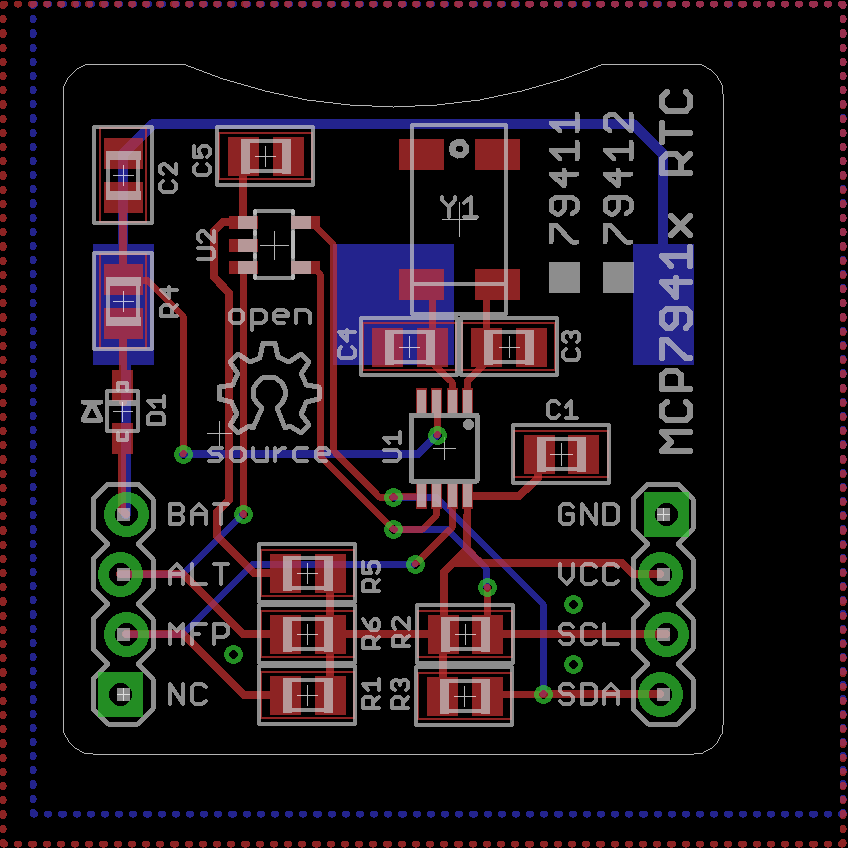 C2
C5
Y1
79411
79412
MCP7941x RTC
U2
R4
open
C4
C3
D1
source
U1
C1
BAT
GND
ALT
R5
VCC
MFP
R6
R2
SCL
NC
R1
R3
SDA